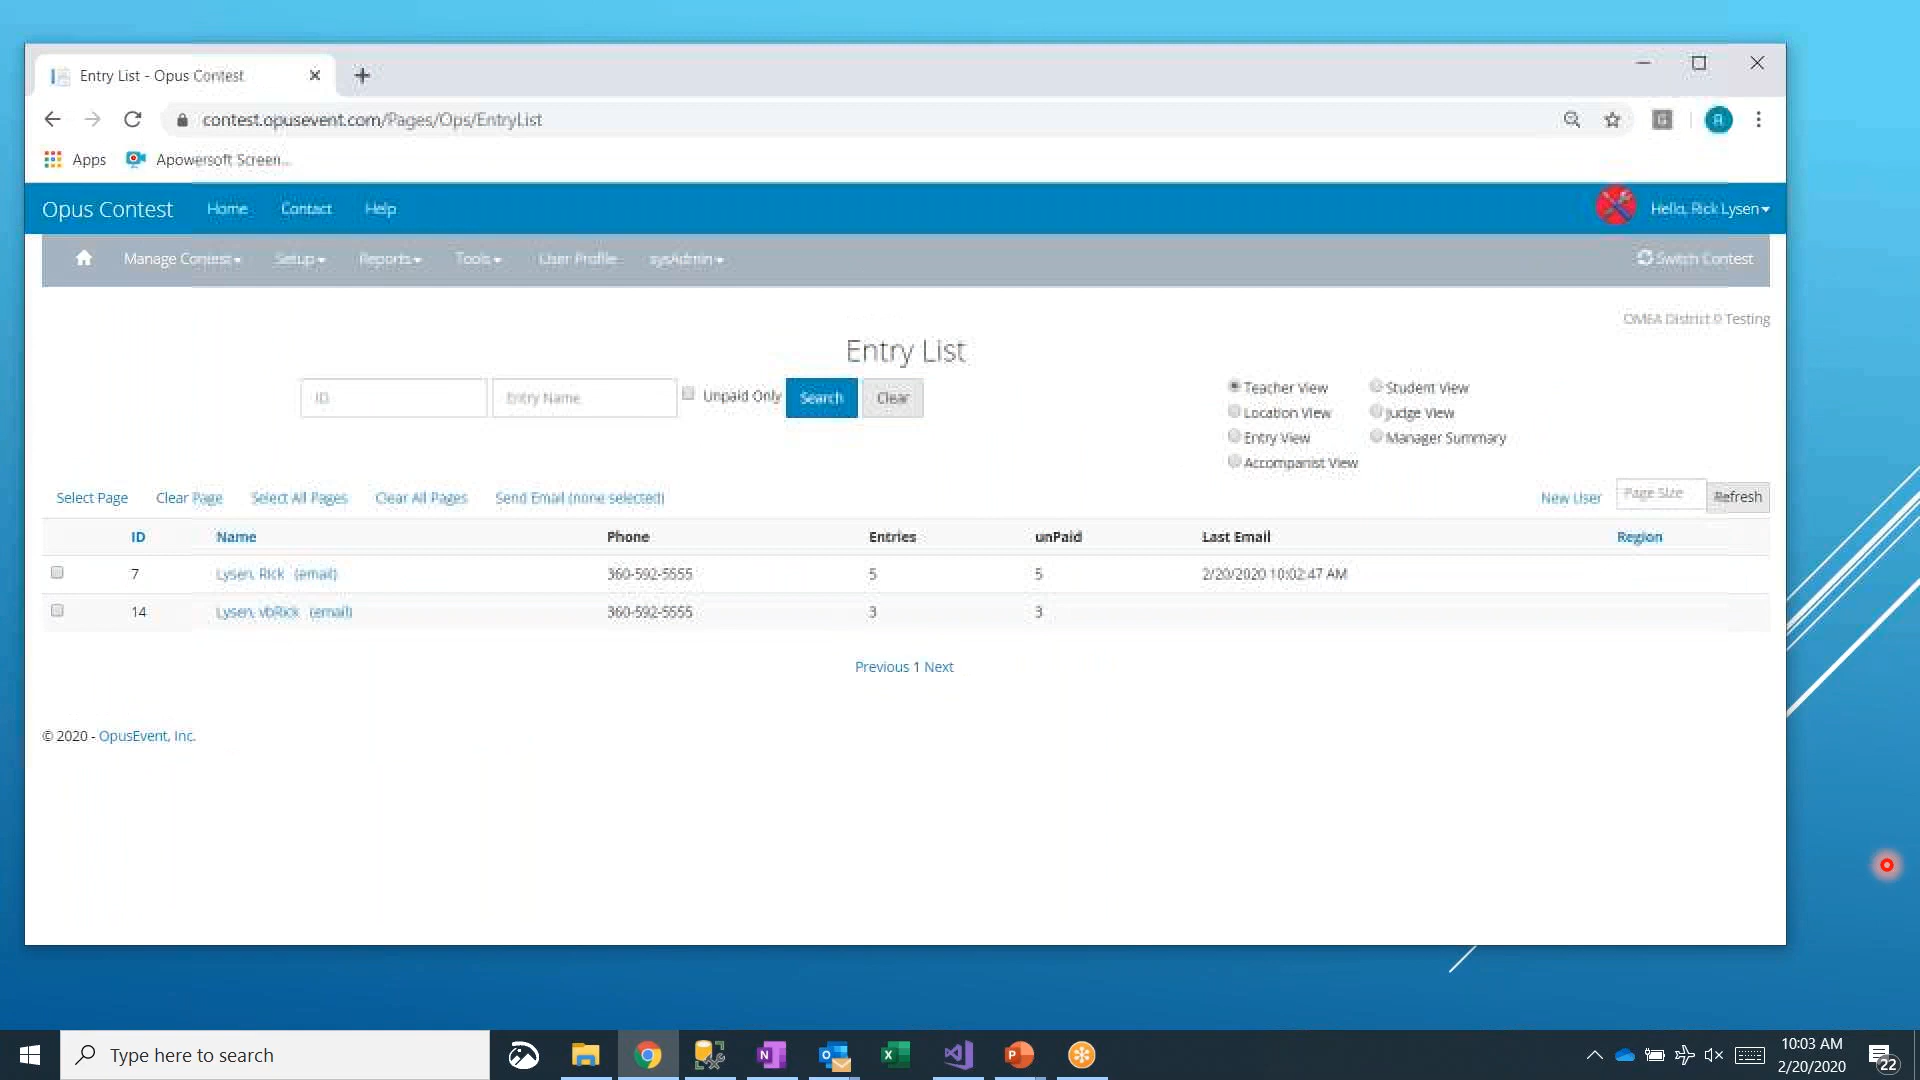 Entry List - Opus Contest
contest.opusevent.com/Pages/Ops/EntryList
G
R
Apps
Apowersoft Screen...
Opus Contest
Home
Contact
Help
Hello, Rick Lysen
Manage Contest
Setup
Reports
Tools
User Profile
sysAdmin
Switch Contest
OMEA District 0 Testing
Entry List
ID
Entry Name
Unpaid Only
Search
Clear
Teacher View
Student View
Location View
Judge View
Entry View
Manager Summary
Accompanist View
Select Page
Clear Page
Select All Pages
Clear All Pages
Send Email (none selected)
New User
Page Size
Refresh
ID Name Phone Entries unPaid Last Email Region
7 Lysen, Rick (email) 360-592-5555 5 5 2/20/2020 10:02:47 AM
14 Lysen, vbRick (email) 360-592-5555 3 3
Previous 1 Next
© 2020 - OpusEvent, Inc.
Type here to search
N
O
X
P
10:03 AM
2/20/2020
22